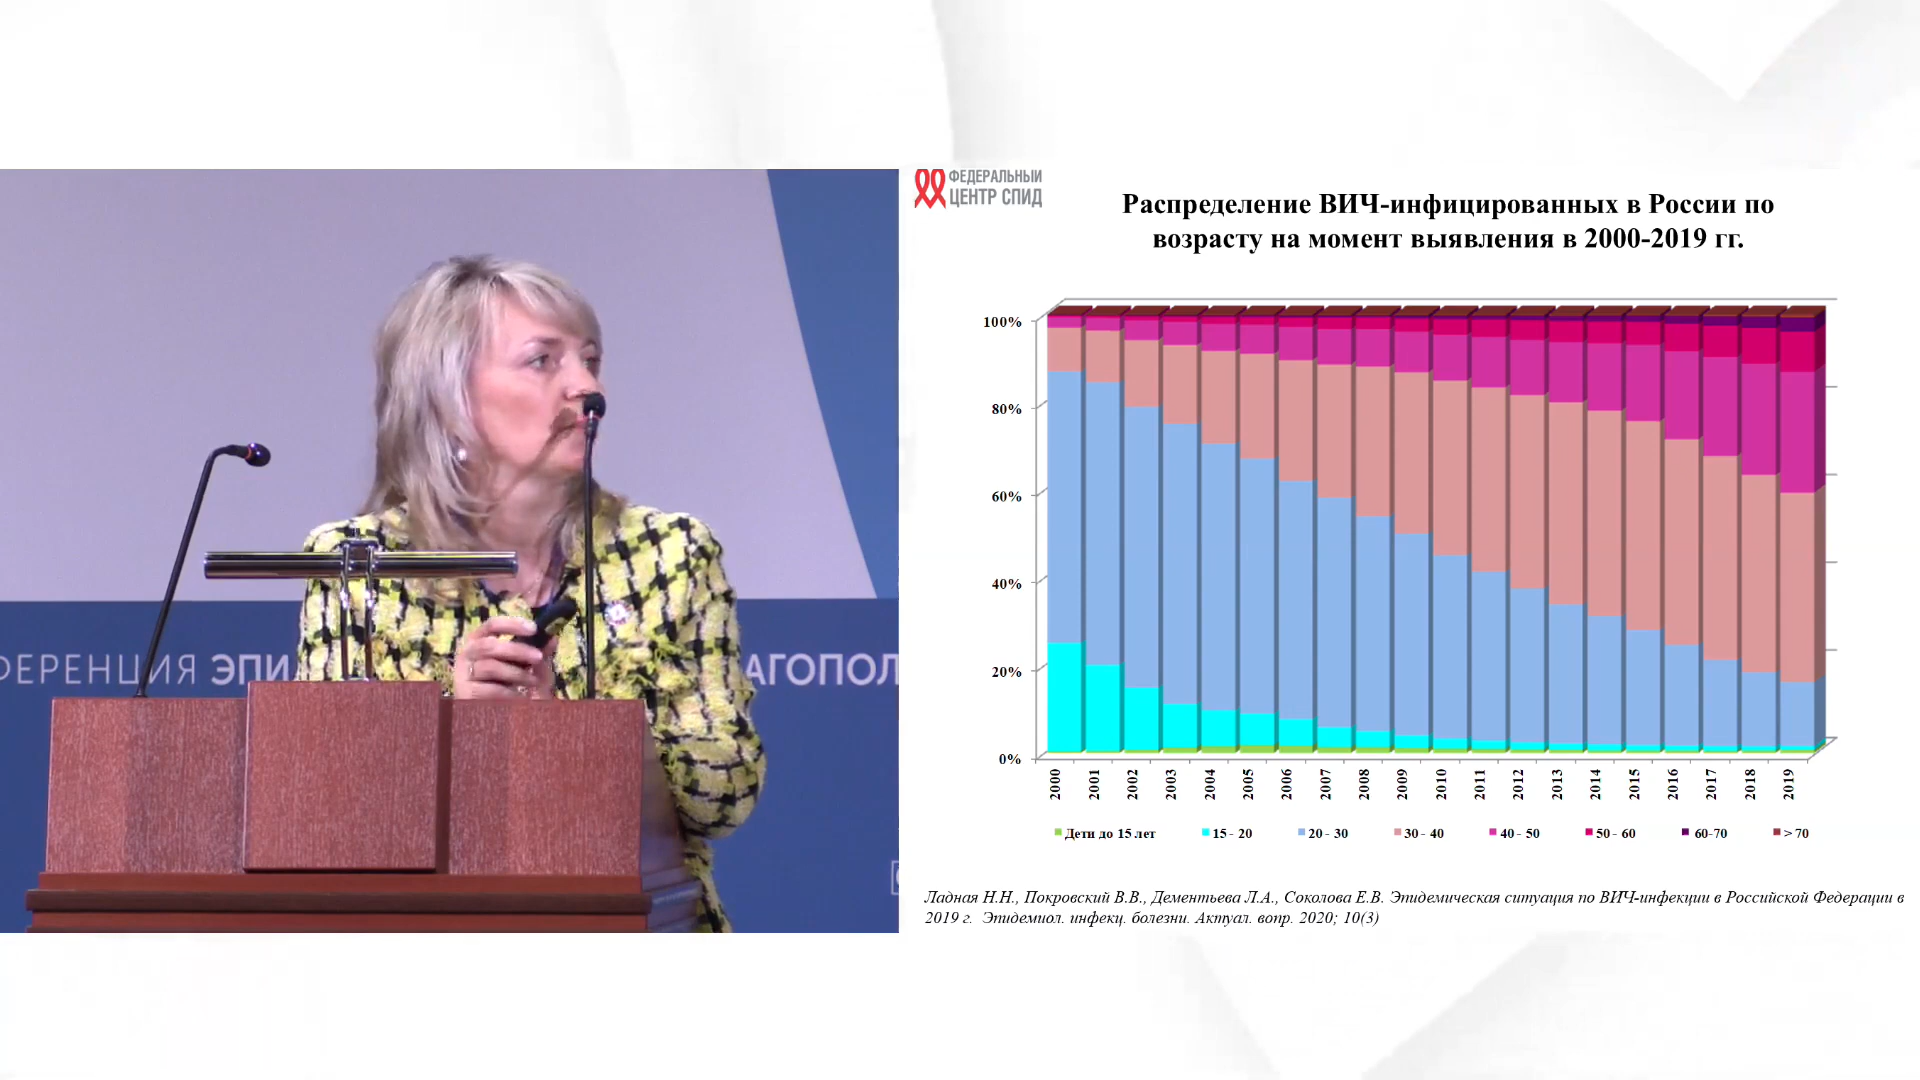 ФЕДЕРАЛЬНЫЙ
ЦЕНТР СПИД
Распределение ВИЧ-инфицированных в России по
возрасту на момент выявления в 2000-2019 гг.
100%
80%
60%
40%
20%
0%
2000 2001 2002 2003 2004 2005 2006 2007 2008 2009 2010 2011 2012 2013 2014 2015 2016 2017 2018 2019
Дети до 15 лет 15 - 20 20 - 30 30 - 40 40 - 50 50 - 60 60-70 > 70
Ладная Н.Н., Покровский В.В., Дементьева Л.А., Соколова Е.В. Эпидемическая ситуация по ВИЧ-инфекции в Российской Федерации в
2019 г. Эпидемиол. инфекц. болезни. Актуал. вопр. 2020; 10(3)
ФЕРЕНЦИЯ ЭПИ АГОПОЛ